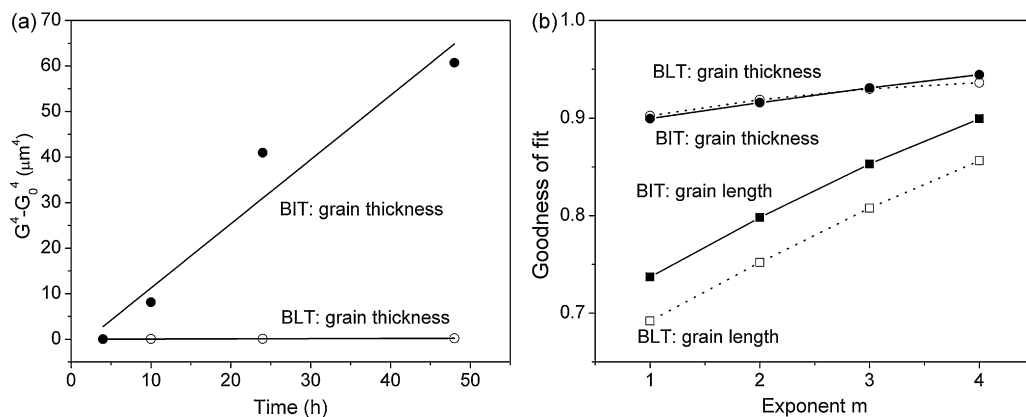 (a)
70
60
50
40
30
20
10
0
G⁴-G₀⁴ (μm⁴)
BIT: grain thickness
BLT: grain thickness
0
10
20
30
40
50
Time (h)
(b)
1.0
0.9
0.8
0.7
Goodness of fit
BLT: grain thickness
BIT: grain thickness
BIT: grain length
BLT: grain length
1
2
3
4
Exponent m